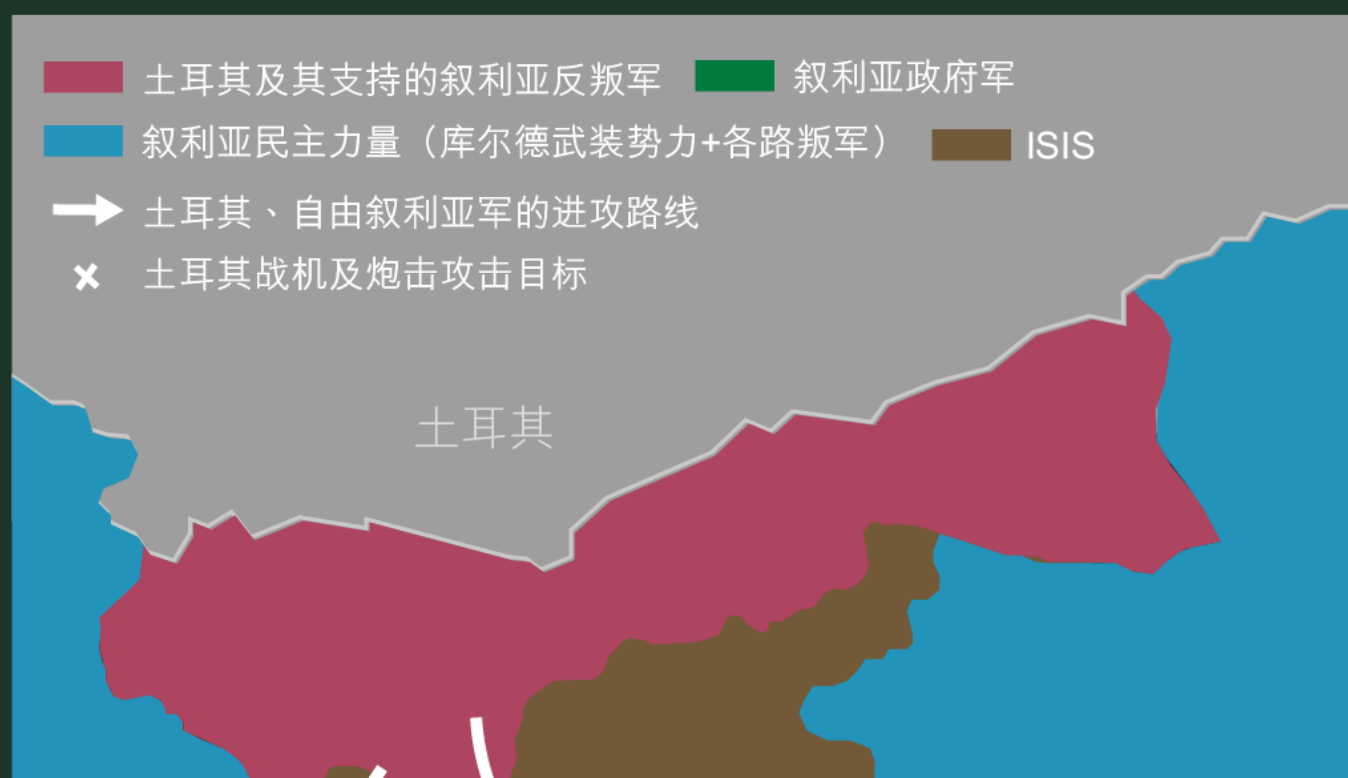 土耳其及其支持的叙利亚反叛军 叙利亚政府军
叙利亚民主力量（库尔德武装势力+各路叛军） ISIS
土耳其、自由叙利亚军的进攻路线
土耳其战机及炮击攻击目标
土耳其